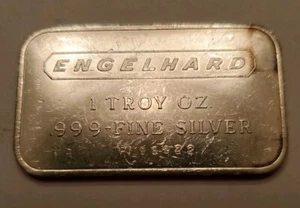 ENGELHARD
1 TROY OZ.
.999+FINE SILVER